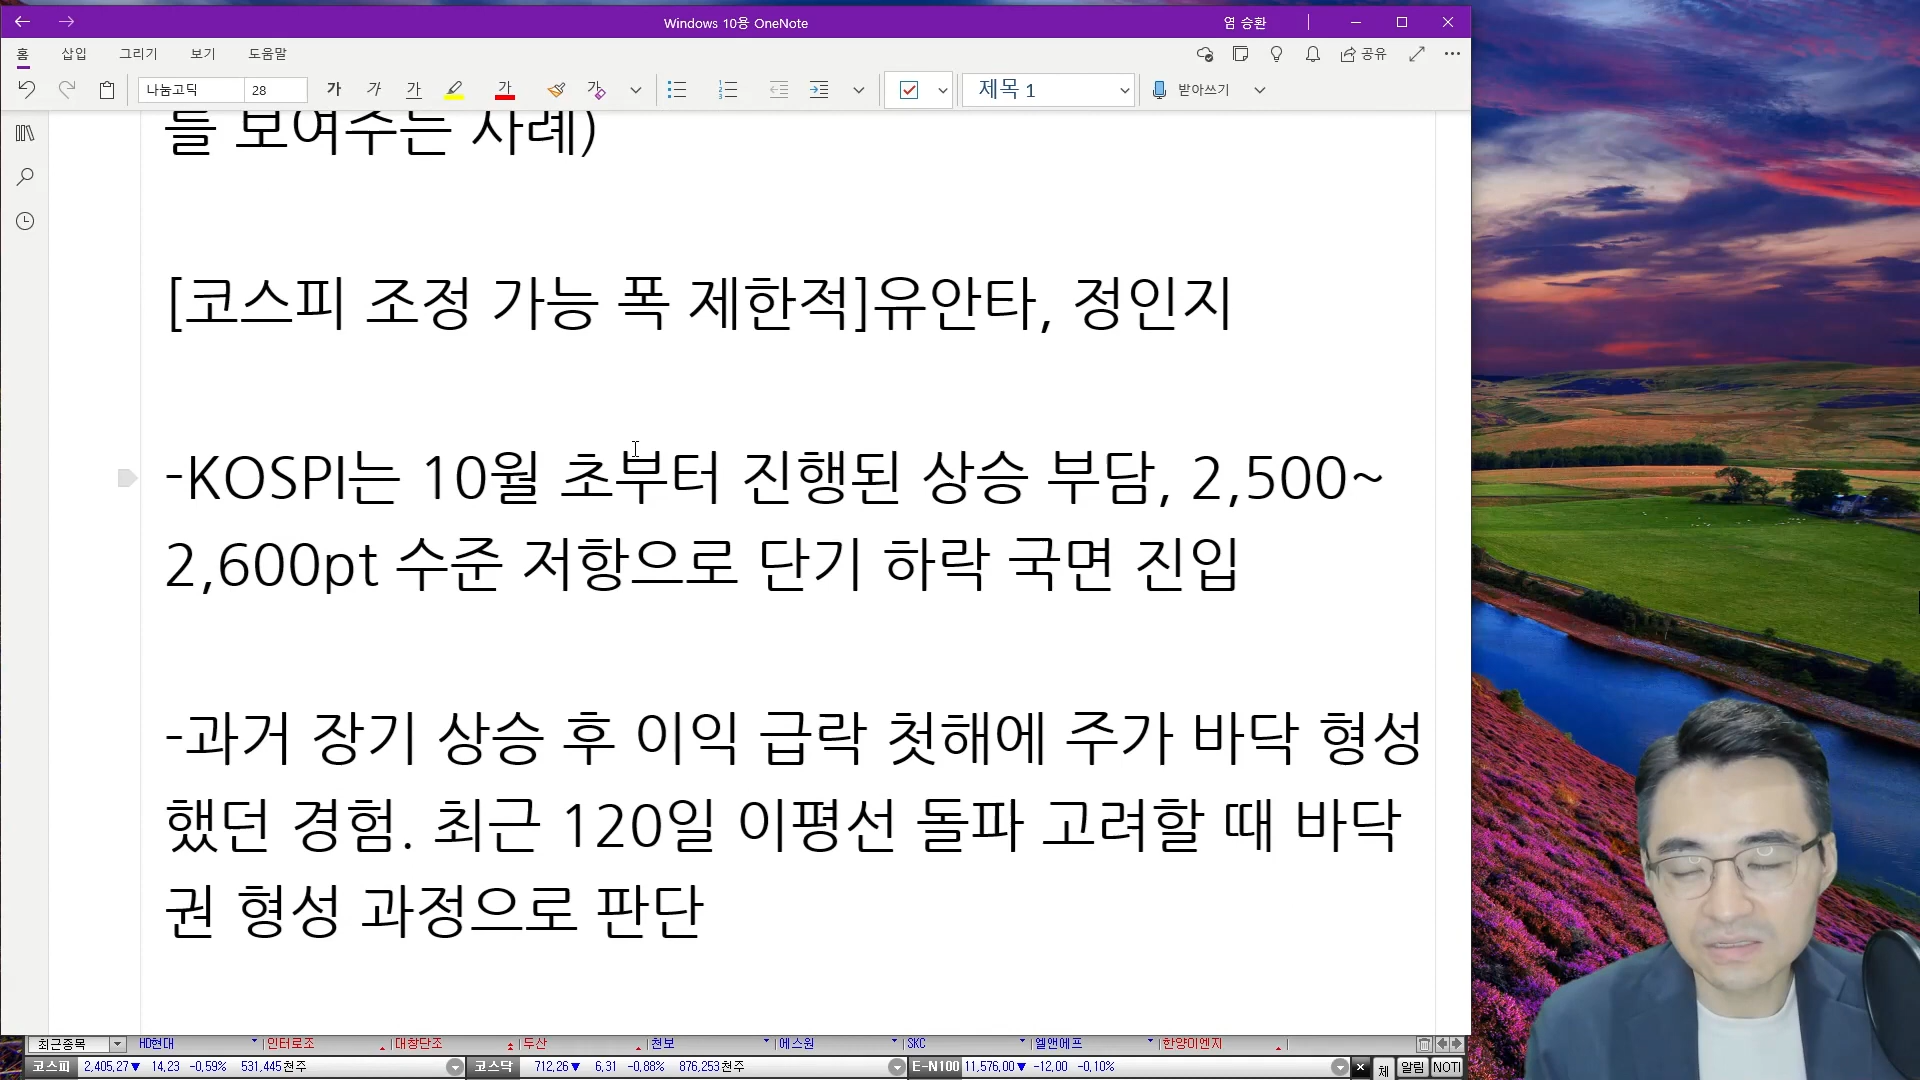 Windows 10용 OneNote
염 승환
홈 삽입 그리기 보기 도움말
공유
나눔고딕 28 가 가 가 가 가 제목 1 받아쓰기
를 보여주는 사례)
[코스피 조정 가능 폭 제한적]유안타, 정인지
-KOSPI는 10월 초부터 진행된 상승 부담, 2,500~
2,600pt 수준 저항으로 단기 하락 국면 진입
-과거 장기 상승 후 이익 급락 첫해에 주가 바닥 형성
했던 경험. 최근 120일 이평선 돌파 고려할 때 바닥
권 형성 과정으로 판단
최근종목 HD현대 인터로조 대창단조 두산 천보 에스원 SKC 엘앤에프 한양이엔지
코스피 2,405,27▼ 14,23 -0,59% 531,445천주 코스닥 712,26▼ 6,31 -0,88% 876,253천주 E-N100 11,576,00▼ -12,00 -0,10% 체 알림 NOTI